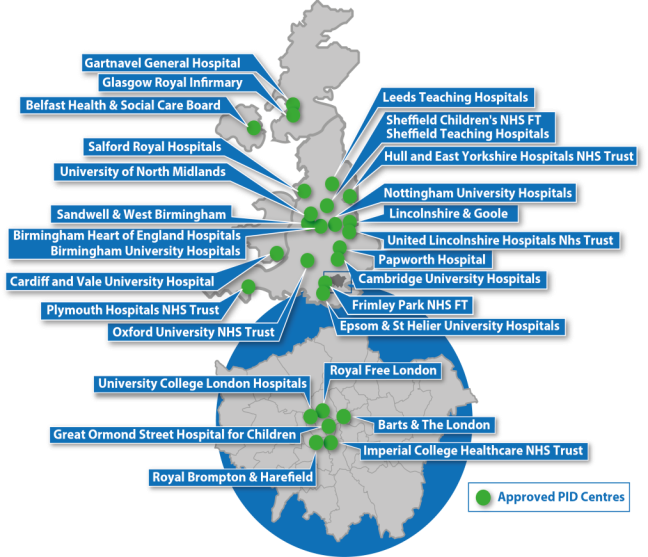 Gartnavel General Hospital
Glasgow Royal Infirmary
Belfast Health & Social Care Board
Salford Royal Hospitals
University of North Midlands
Sandwell & West Birmingham
Birmingham Heart of England Hospitals
Birmingham University Hospitals
Cardiff and Vale University Hospital
Plymouth Hospitals NHS Trust
Oxford University NHS Trust
Leeds Teaching Hospitals
Sheffield Children's NHS FT
Sheffield Teaching Hospitals
Hull and East Yorkshire Hospitals NHS Trust
Nottingham University Hospitals
Lincolnshire & Goole
United Lincolnshire Hospitals Nhs Trust
Papworth Hospital
Cambridge University Hospitals
Frimley Park NHS FT
Epsom & St Helier University Hospitals
Royal Free London
University College London Hospitals
Barts & The London
Great Ormond Street Hospital for Children
Imperial College Healthcare NHS Trust
Royal Brompton & Harefield
Approved PID Centres